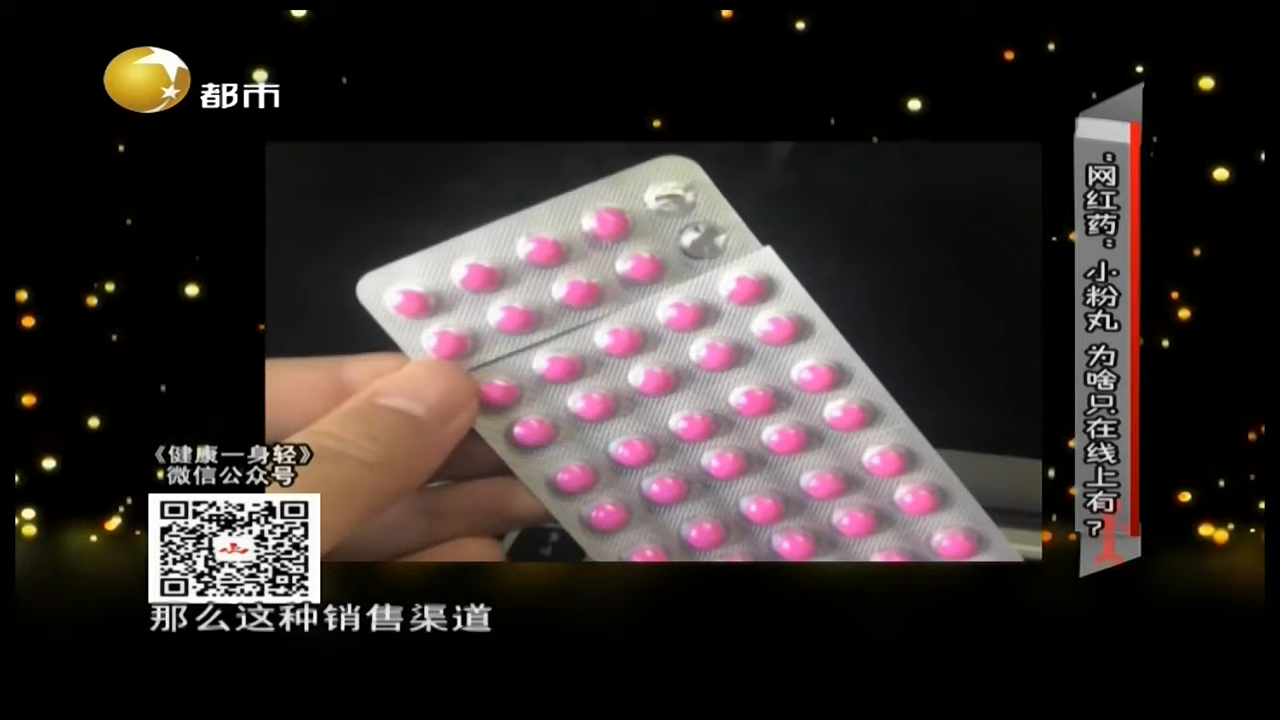 都市
"网红药"小粉丸 为啥只在线上有?
《健康一身轻》
微信公众号
那么这种销售渠道